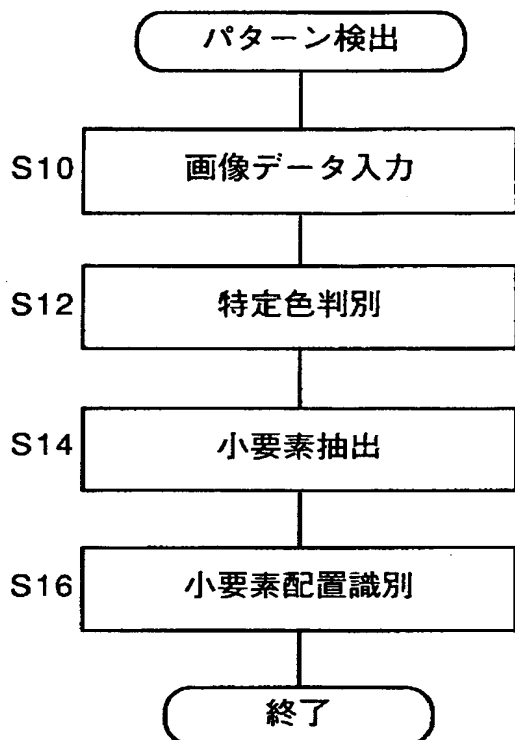 パターン検出
S10 画像データ入力
S12 特定色判別
S14 小要素抽出
S16 小要素配置識別
終了